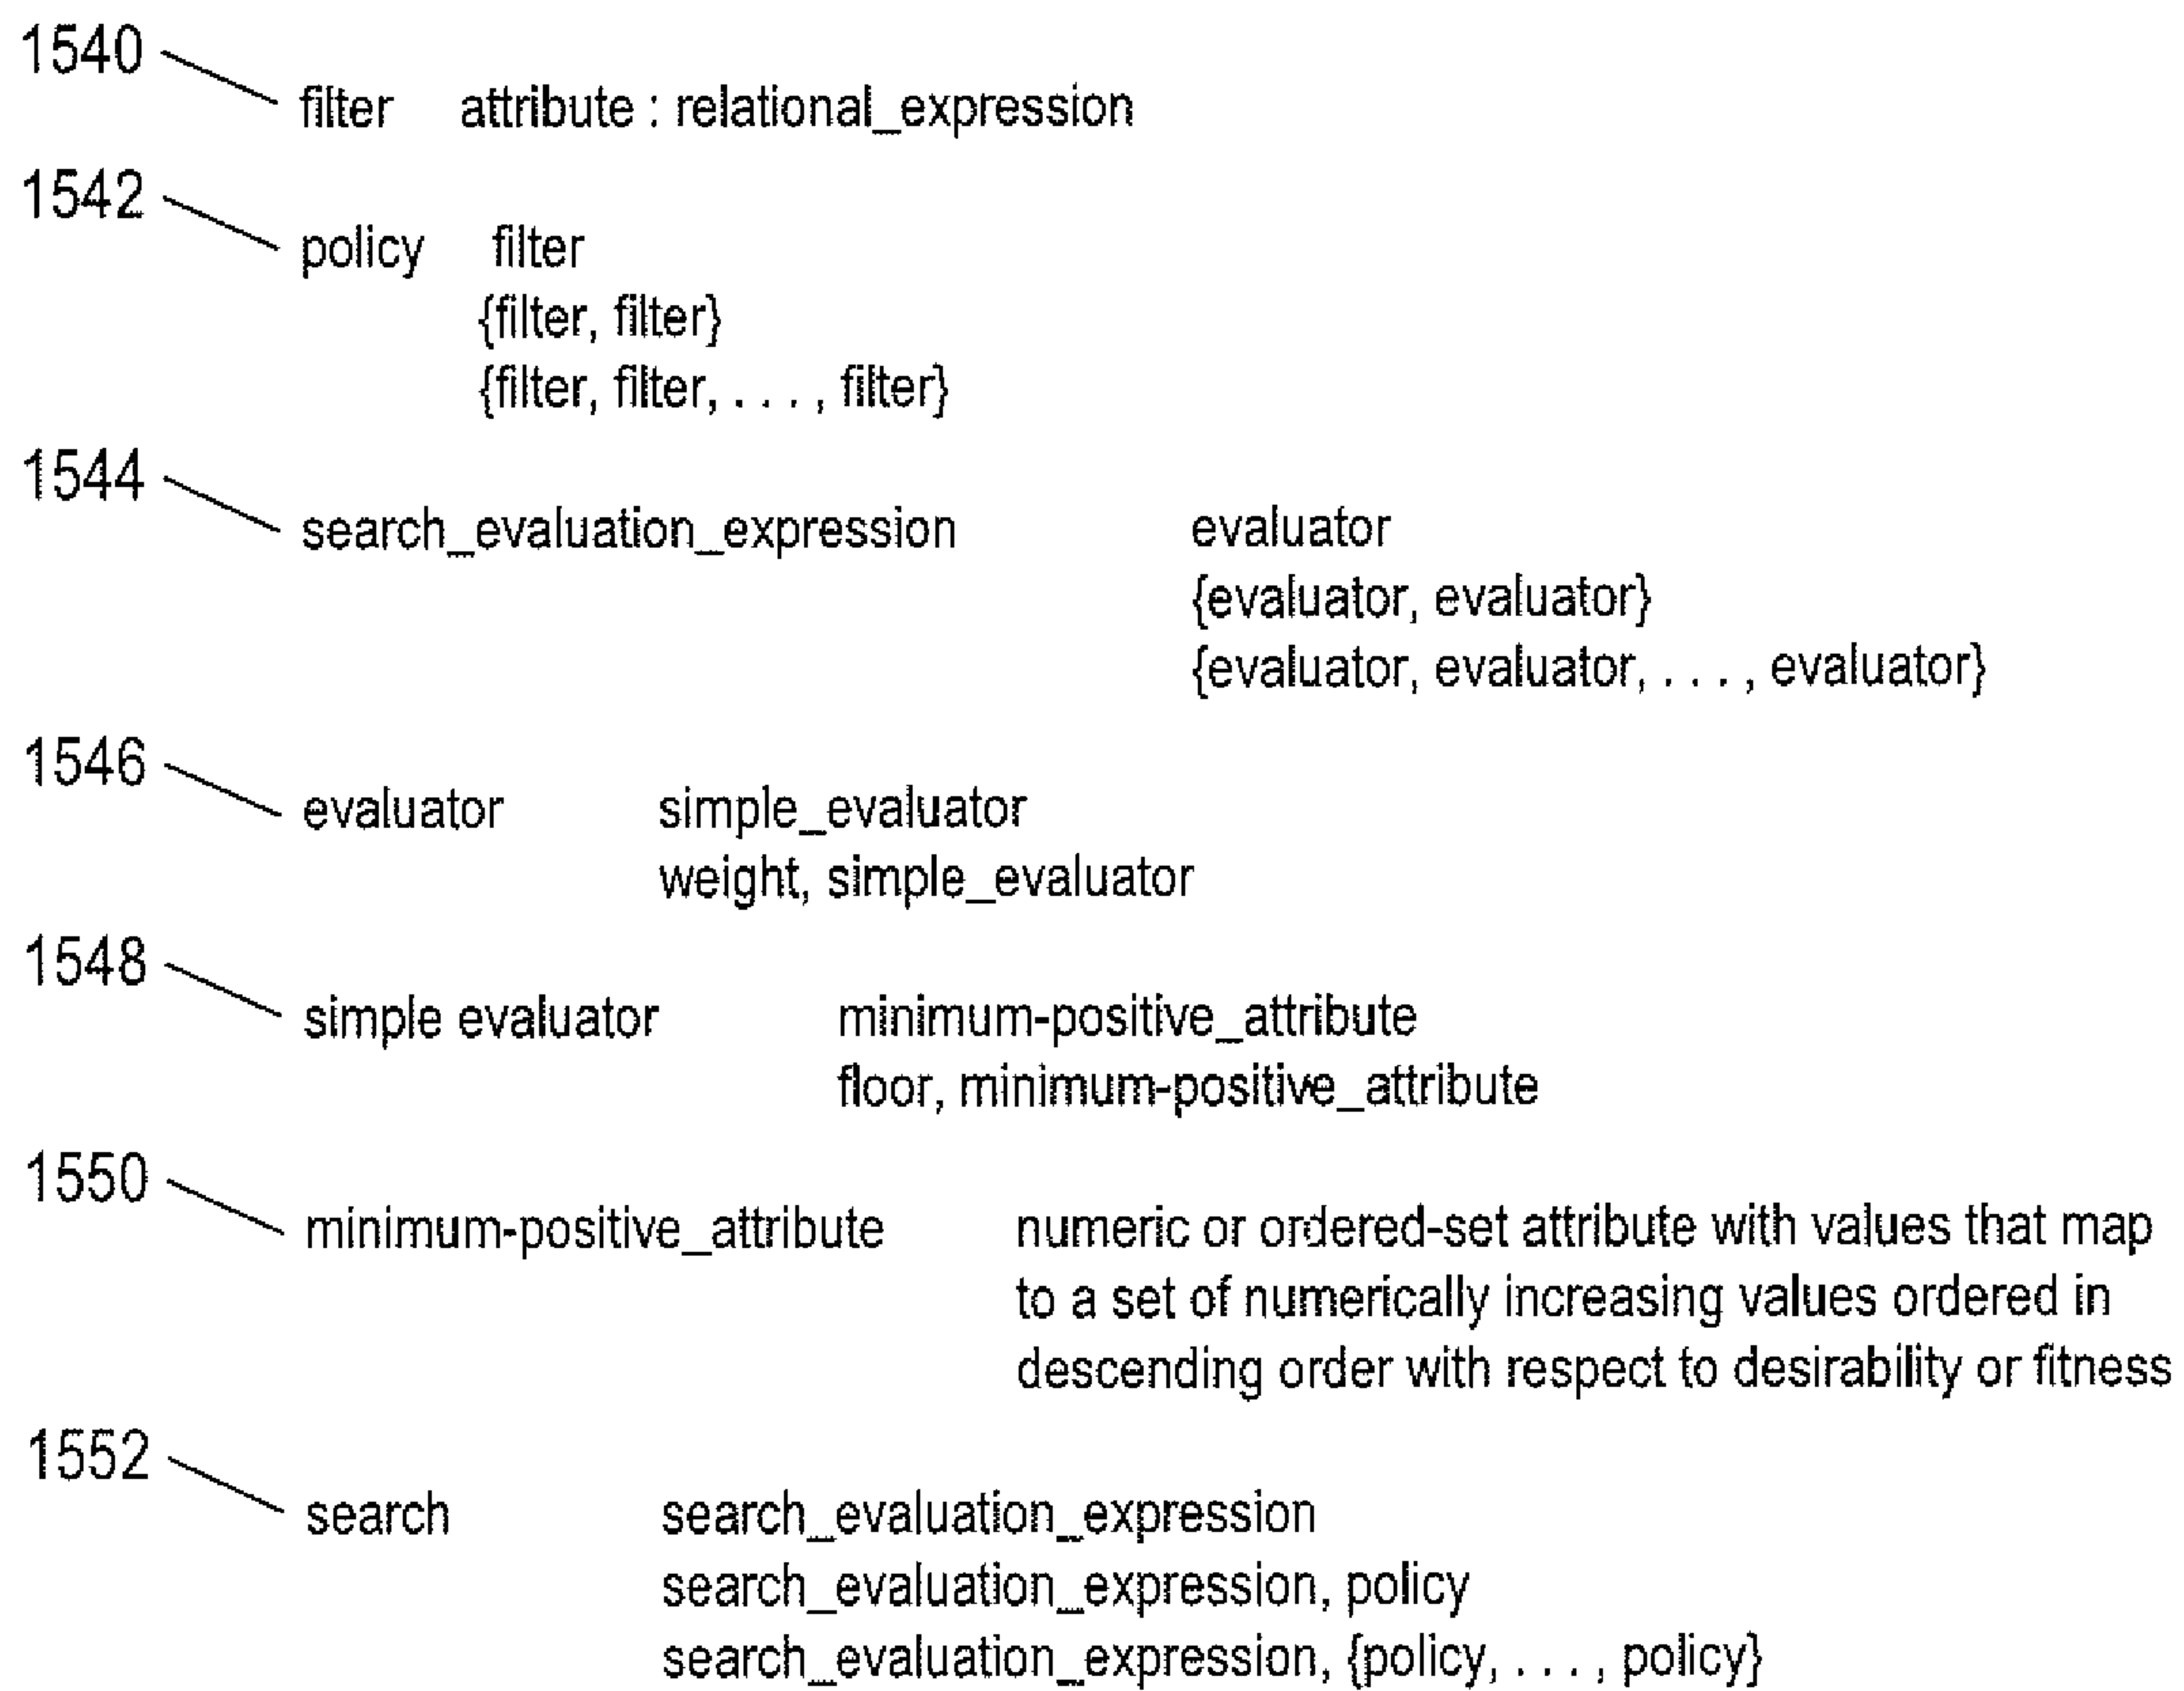 1540
filter attribute : relational_expression
1542
policy filter
{filter, filter}
{filter, filter, . . . , filter}
1544
search_evaluation_expression evaluator
{evaluator, evaluator}
{evaluator, evaluator, . . . , evaluator}
1546
evaluator simple_evaluator
weight, simple_evaluator
1548
simple evaluator minimum-positive_attribute
floor, minimum-positive_attribute
1550
minimum-positive_attribute numeric or ordered-set attribute with values that map
to a set of numerically increasing values ordered in
descending order with respect to desirability or fitness
1552
search search_evaluation_expression
search_evaluation_expression, policy
search_evaluation_expression, {policy, . . . , policy}